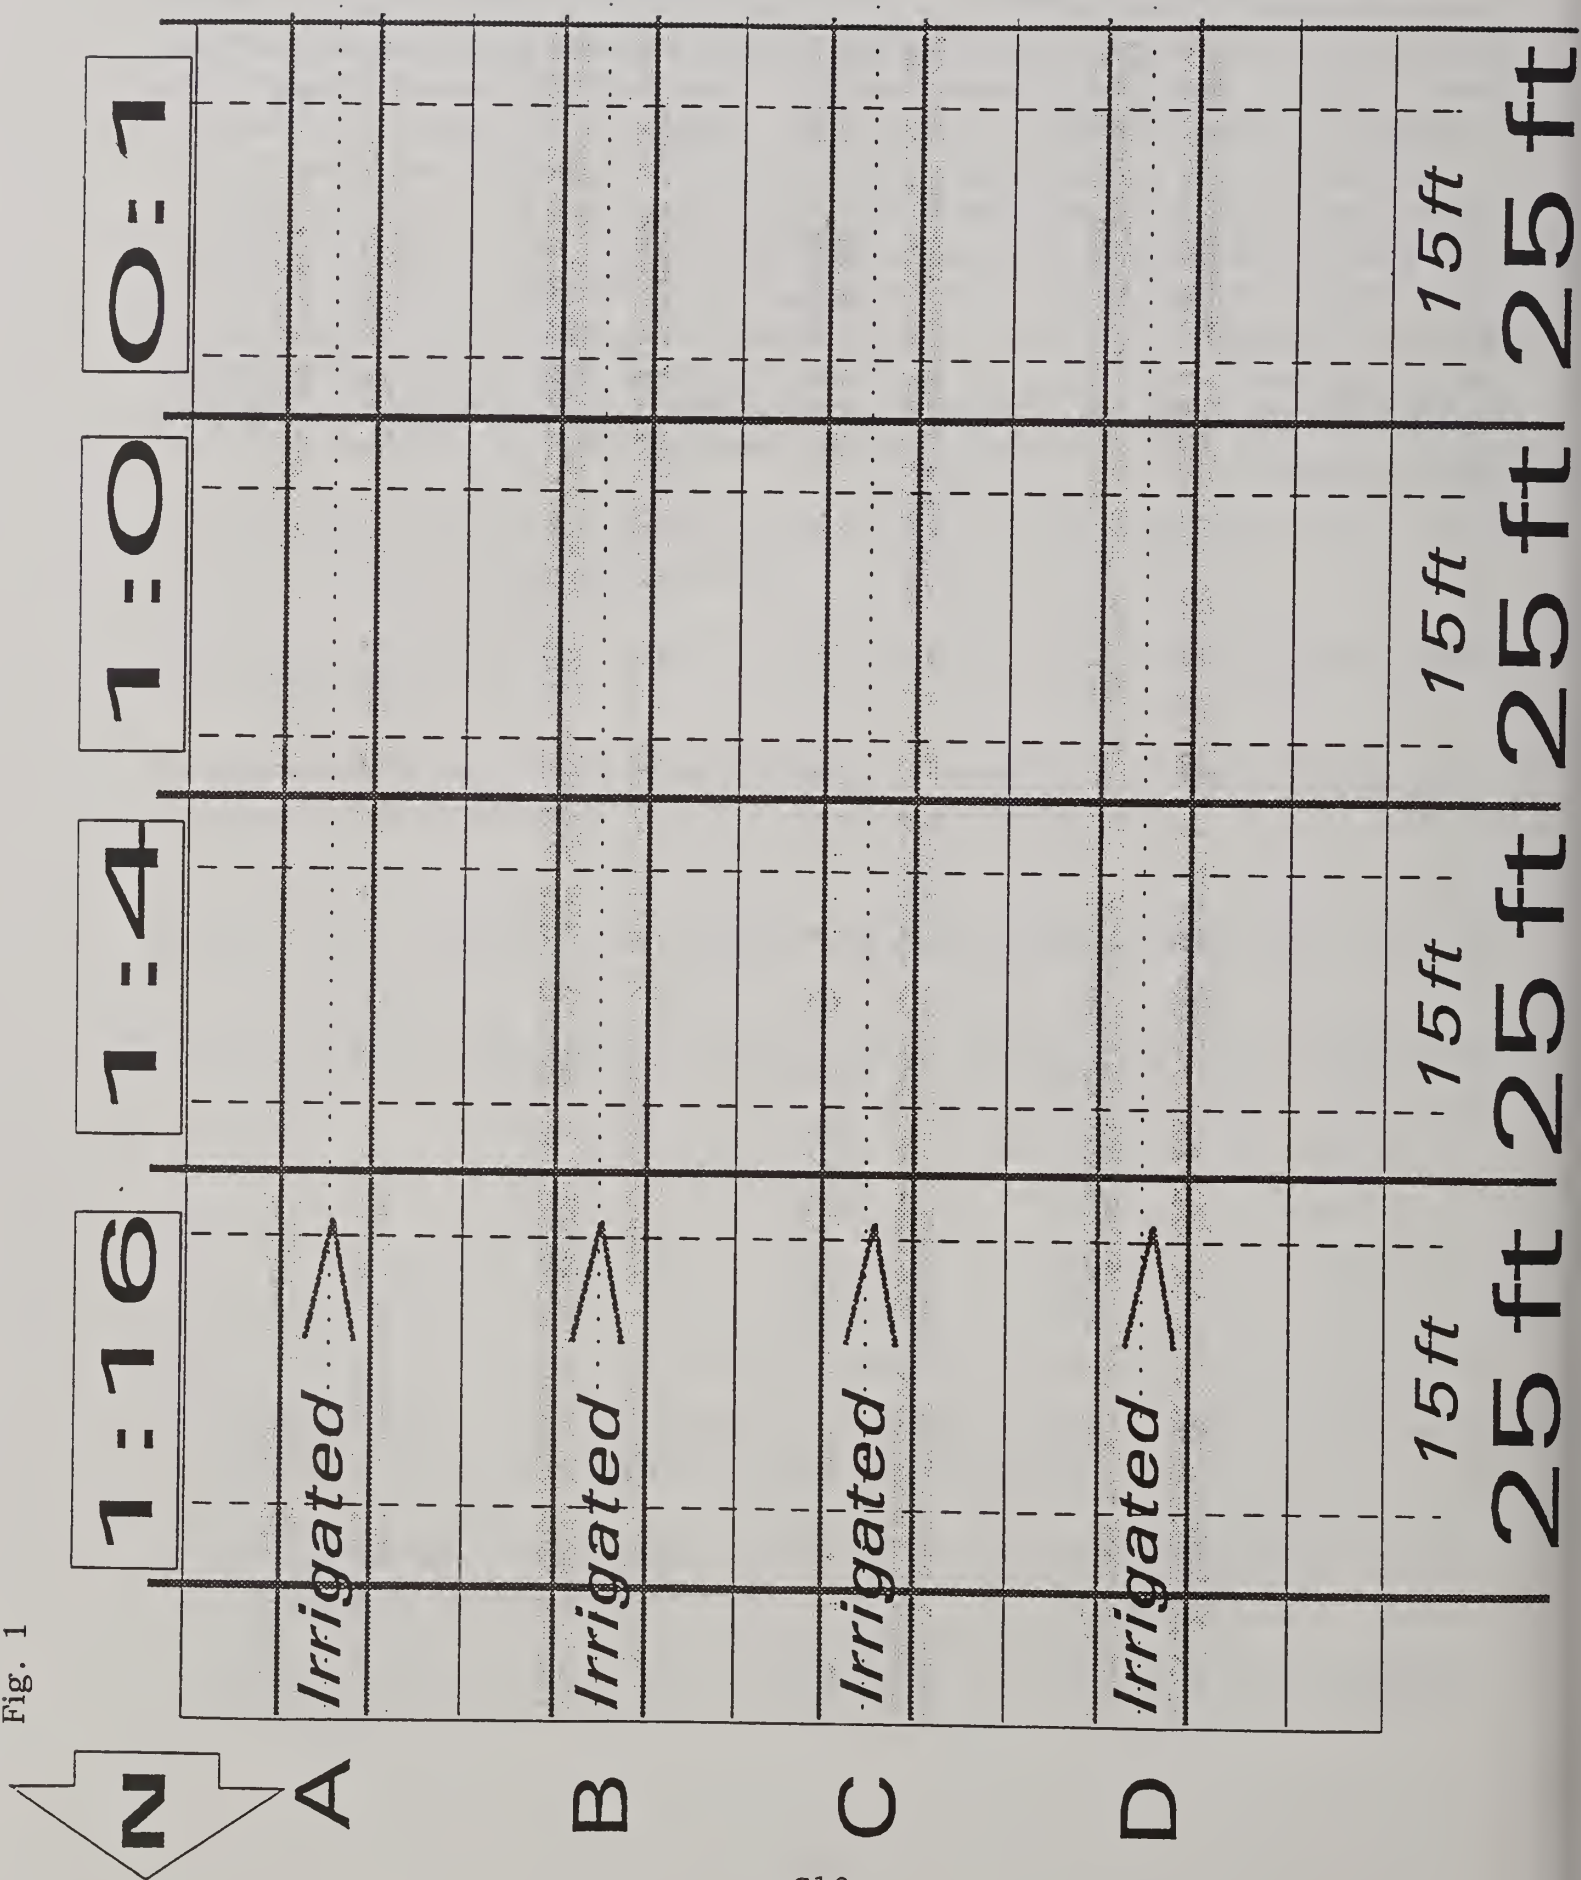 Fig. 1
N 1:16 1:4 1:0 0:1
A Irrigated
B Irrigated
C Irrigated
D Irrigated
15ft 15ft 15ft 15ft
25 ft 25 ft 25 ft 25 ft